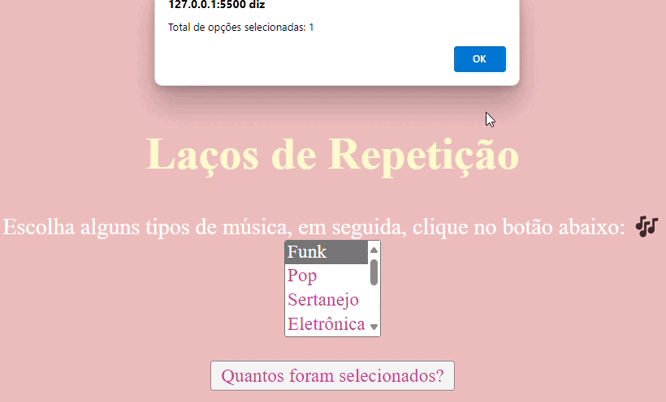 127.0.0.1:5500 diz
Total de opções selecionadas: 1
OK
Laços de Repetição
Escolha alguns tipos de música, em seguida, clique no botão abaixo:
Funk
Pop
Sertanejo
Eletrônica
Quantos foram selecionados?